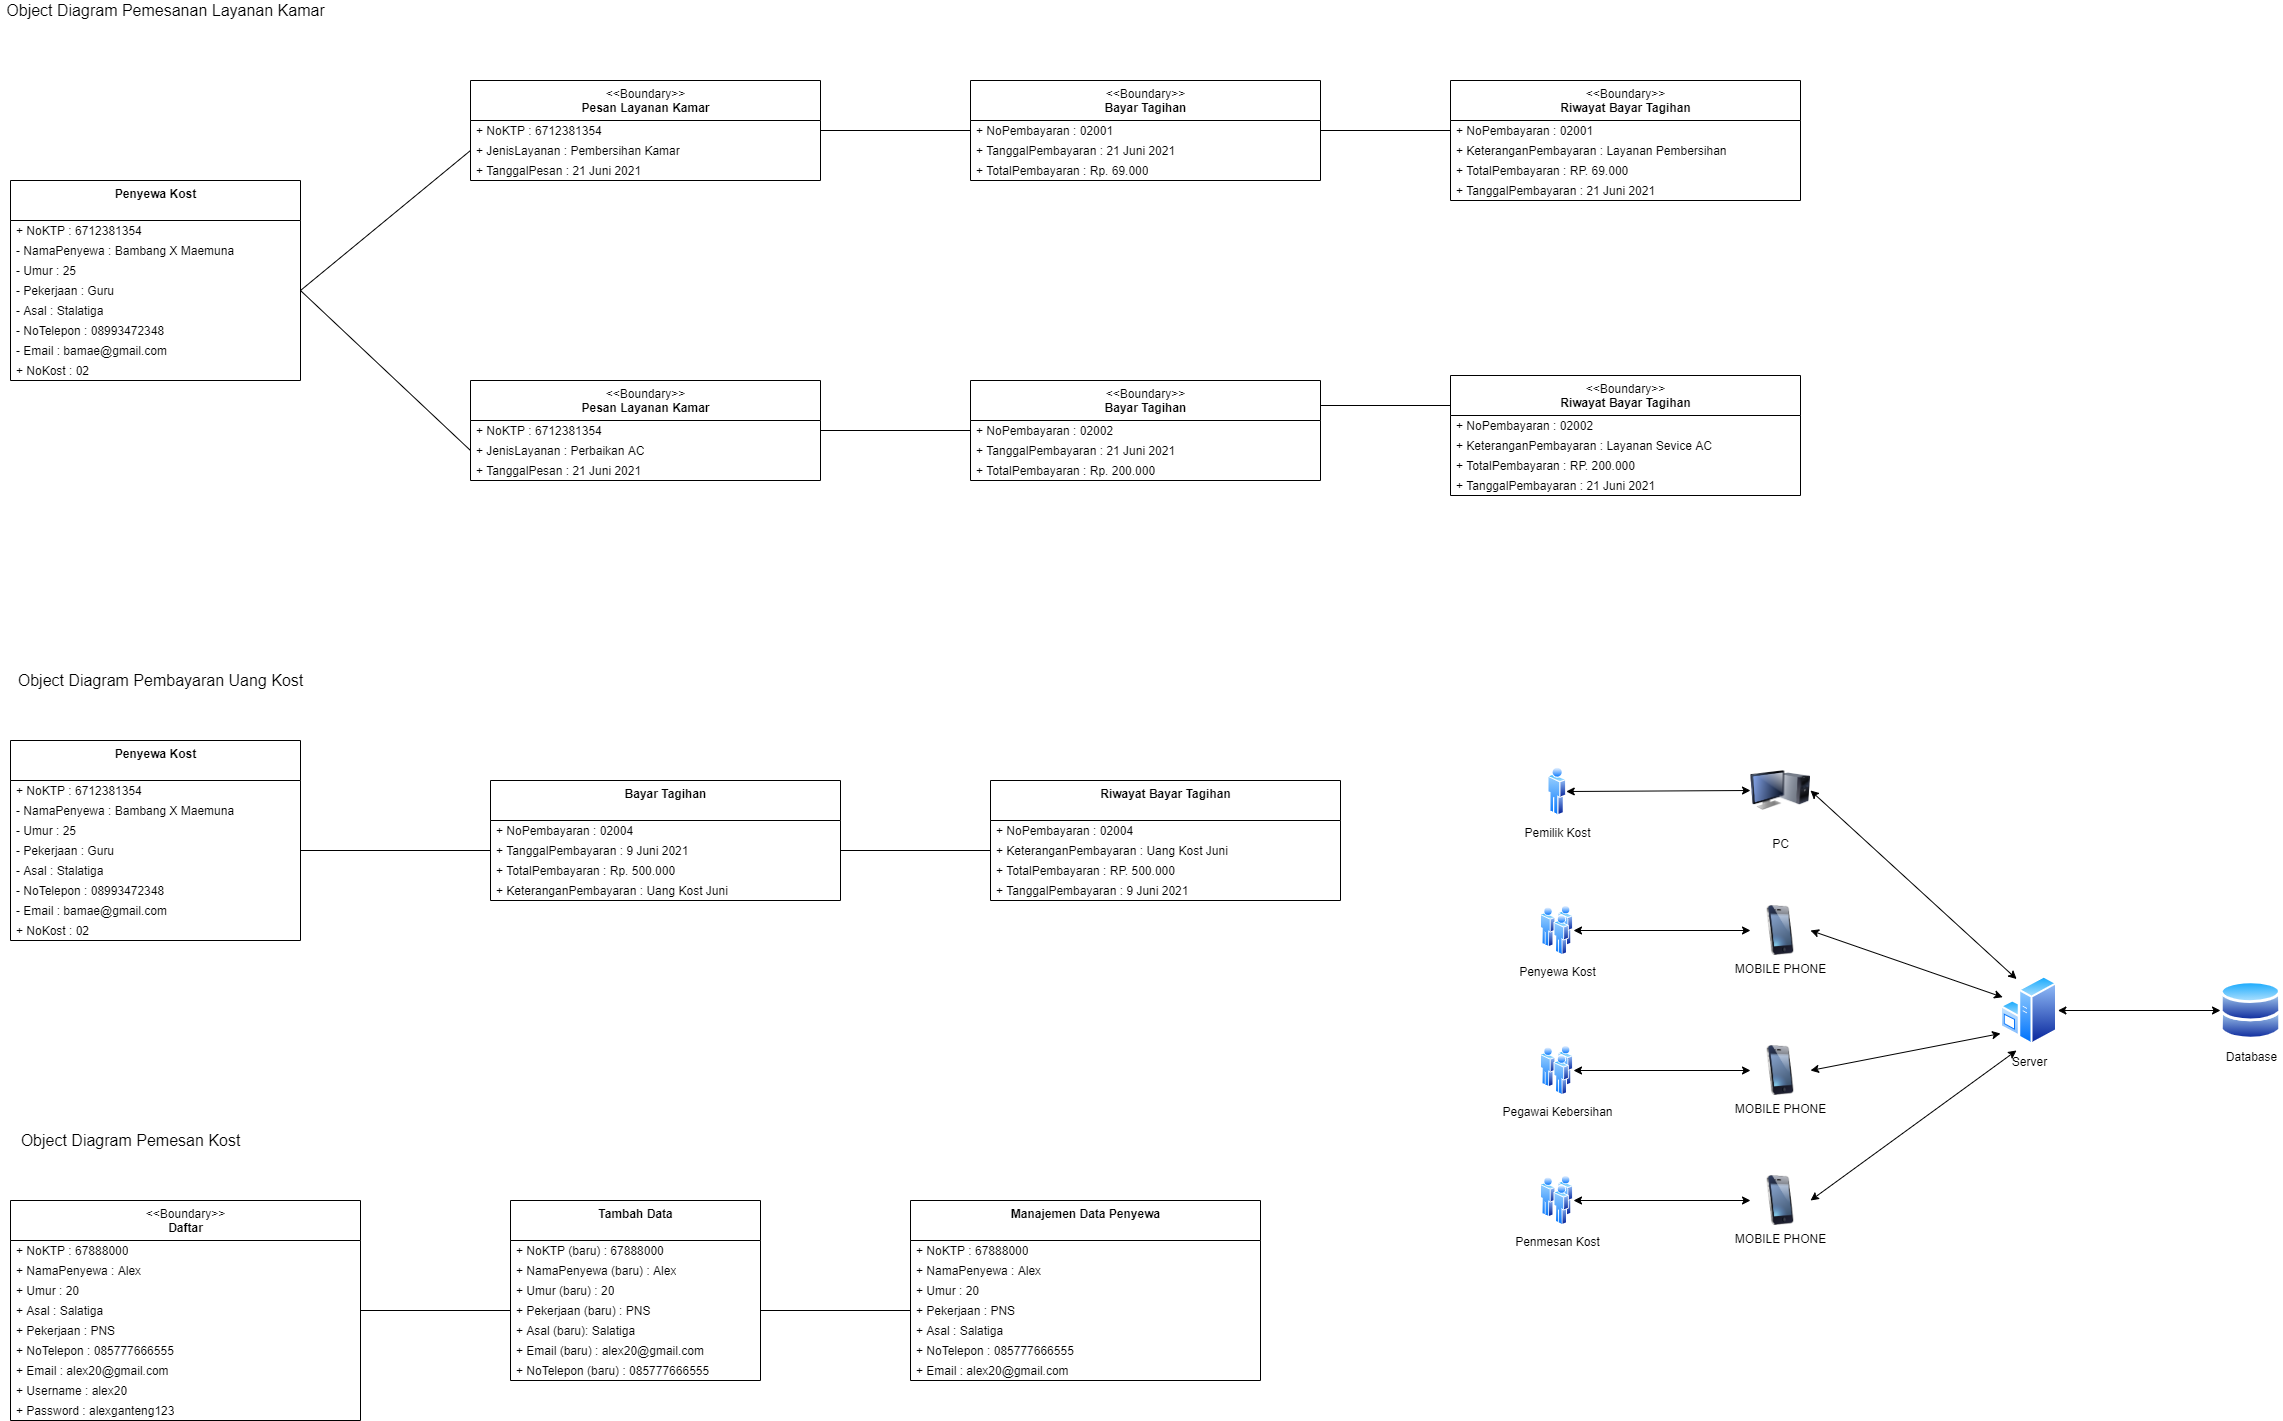 Object Diagram Pemesanan Layanan Kamar
<<Boundary>>
Pesan Layanan Kamar
+ NoKTP : 6712381354
+ JenisLayanan : Pembersihan Kamar
+ TanggalPesan : 21 Juni 2021
<<Boundary>>
Bayar Tagihan
+ NoPembayaran : 02001
+ TanggalPembayaran : 21 Juni 2021
+ TotalPembayaran : Rp. 69.000
<<Boundary>>
Riwayat Bayar Tagihan
+ NoPembayaran : 02001
+ KeteranganPembayaran : Layanan Pembersihan
+ TotalPembayaran : RP. 69.000
+ TanggalPembayaran : 21 Juni 2021
Penyewa Kost
+ NoKTP : 6712381354
- NamaPenyewa : Bambang X Maemuna
- Umur : 25
- Pekerjaan : Guru
- Asal : Stalatiga
- NoTelepon : 08993472348
- Email : bamae@gmail.com
+ NoKost : 02
<<Boundary>>
Pesan Layanan Kamar
+ NoKTP : 6712381354
+ JenisLayanan : Perbaikan AC
+ TanggalPesan : 21 Juni 2021
<<Boundary>>
Bayar Tagihan
+ NoPembayaran : 02002
+ TanggalPembayaran : 21 Juni 2021
+ TotalPembayaran : Rp. 200.000
<<Boundary>>
Riwayat Bayar Tagihan
+ NoPembayaran : 02002
+ KeteranganPembayaran : Layanan Sevice AC
+ TotalPembayaran : RP. 200.000
+ TanggalPembayaran : 21 Juni 2021
Object Diagram Pembayaran Uang Kost
Penyewa Kost
+ NoKTP : 6712381354
- NamaPenyewa : Bambang X Maemuna
- Umur : 25
- Pekerjaan : Guru
- Asal : Stalatiga
- NoTelepon : 08993472348
- Email : bamae@gmail.com
+ NoKost : 02
Bayar Tagihan
+ NoPembayaran : 02004
+ TanggalPembayaran : 9 Juni 2021
+ TotalPembayaran : Rp. 500.000
+ KeteranganPembayaran : Uang Kost Juni
Riwayat Bayar Tagihan
+ NoPembayaran : 02004
+ KeteranganPembayaran : Uang Kost Juni
+ TotalPembayaran : RP. 500.000
+ TanggalPembayaran : 9 Juni 2021
Pemilik Kost
PC
Penyewa Kost
MOBILE PHONE
Server
Database
Pegawai Kebersihan
MOBILE PHONE
Penmesan Kost
MOBILE PHONE
Object Diagram Pemesan Kost
<<Boundary>>
Daftar
+ NoKTP : 67888000
+ NamaPenyewa : Alex
+ Umur : 20
+ Asal : Salatiga
+ Pekerjaan : PNS
+ NoTelepon : 085777666555
+ Email : alex20@gmail.com
+ Username : alex20
+ Password : alexganteng123
Tambah Data
+ NoKTP (baru) : 67888000
+ NamaPenyewa (baru) : Alex
+ Umur (baru) : 20
+ Pekerjaan (baru) : PNS
+ Asal (baru): Salatiga
+ Email (baru) : alex20@gmail.com
+ NoTelepon (baru) : 085777666555
Manajemen Data Penyewa
+ NoKTP : 67888000
+ NamaPenyewa : Alex
+ Umur : 20
+ Pekerjaan : PNS
+ Asal : Salatiga
+ NoTelepon : 085777666555
+ Email : alex20@gmail.com